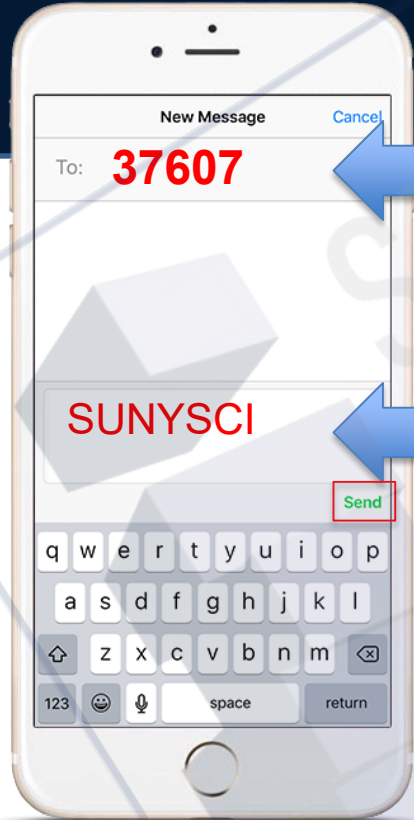 New Message Cancel
To: 37607
SUNYSCI
Send
q w e r t y u i o p
a s d f g h j k l
z x c v b n m
123 space return